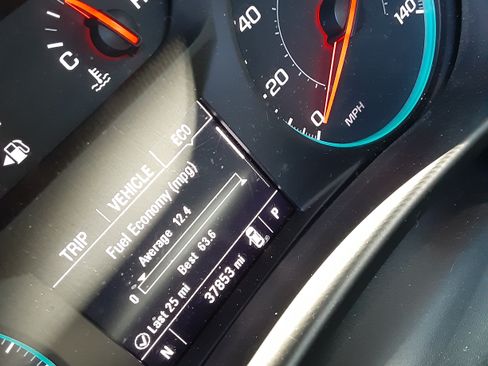 H
C
40
20
0
140
MPH
TRIP VEHICLE ECO
Fuel Economy (mpg)
Average 12.4
0
Best 63.6
Last 25 mi
37853 mi
N
P